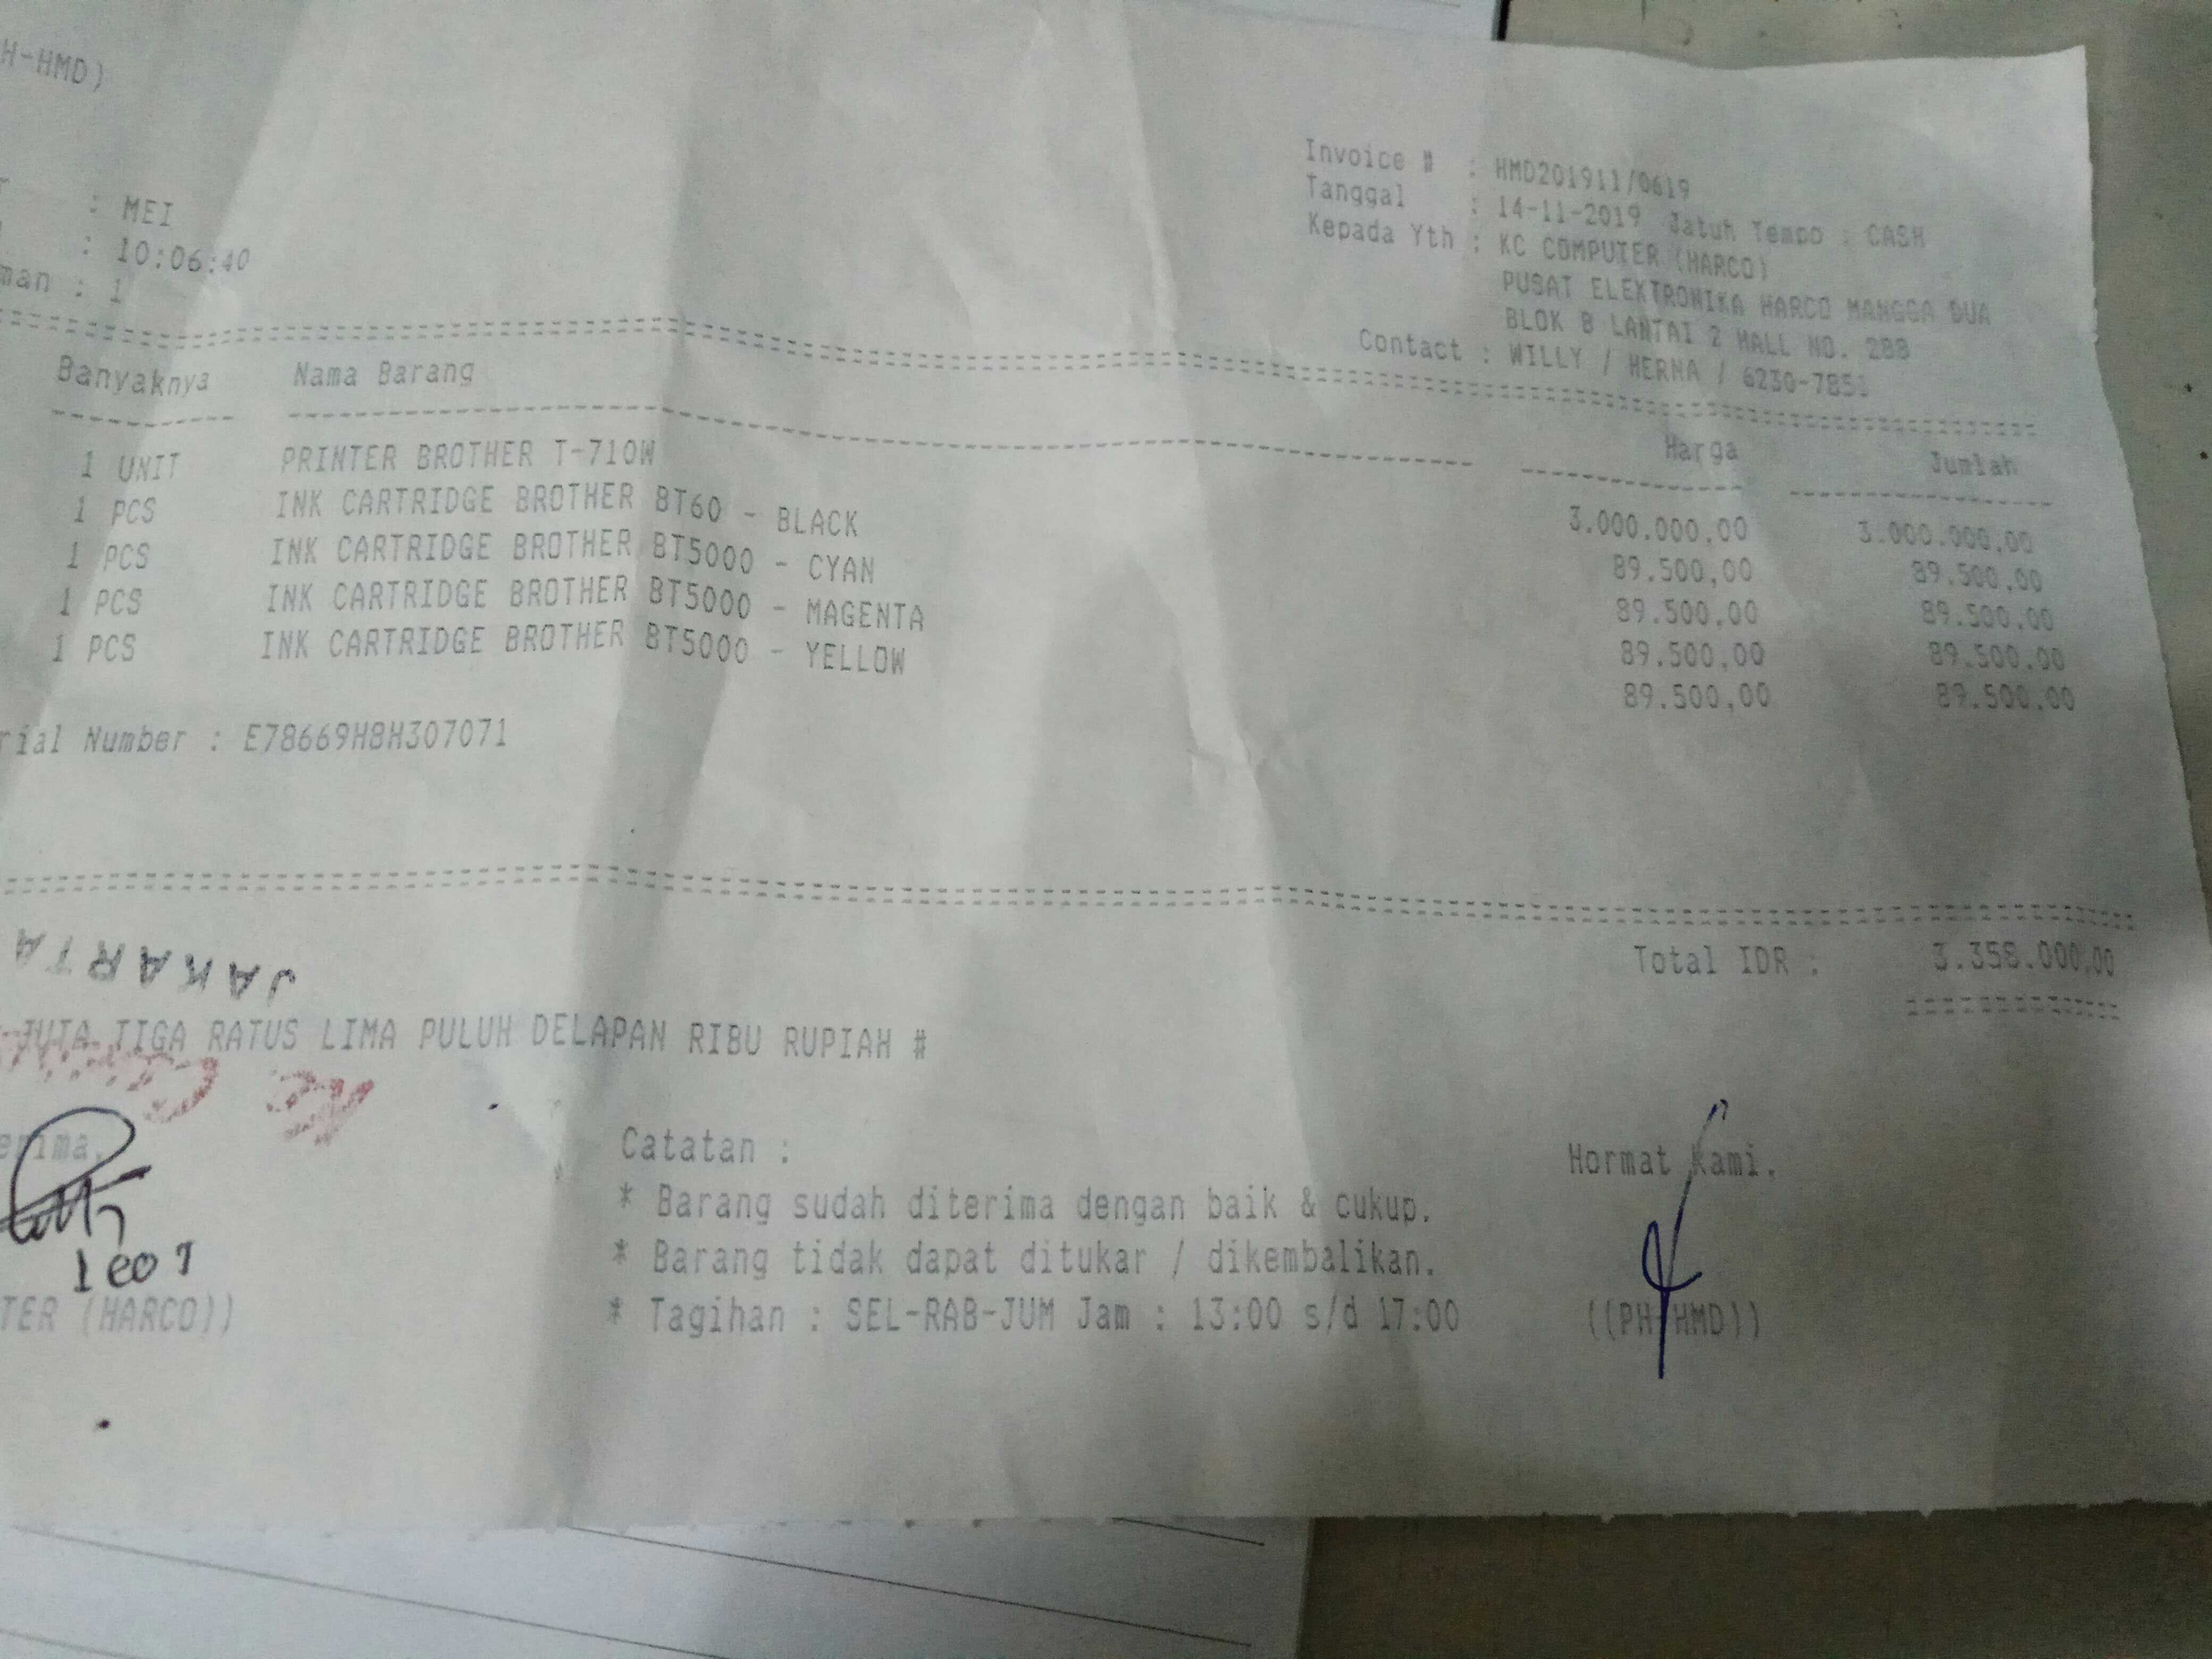 H-HMD)
Invoice # : HMD201911/0619
Tanggal : 14-11-2019 Jatuh Tempo : CASH
Kepada Yth : KC COMPUTER (HARCO)
PUSAT ELEKTRONIKA HARCO MANGGA DUA
BLOK B LANTAI 2 MALL NO. 288
Contact : WILLY / HERNA / 6230-7851
: MEI
: 10:06:40
man : 1
Banyaknya Nama Barang Harga Jumlah
1 UNIT PRINTER BROTHER T-710W 3.000.000,00 3.000.000,00
1 PCS INK CARTRIDGE BROTHER BT60 - BLACK 89.500,00 89.500,00
1 PCS INK CARTRIDGE BROTHER BT5000 - CYAN 89.500,00 89.500,00
1 PCS INK CARTRIDGE BROTHER BT5000 - MAGENTA 89.500,00 89.500,00
1 PCS INK CARTRIDGE BROTHER BT5000 - YELLOW 89.500,00 89.500,00
rial Number : E78669H8H307071
Total IDR : 3.358.000,00
JAKARTA
JUTA TIGA RATUS LIMA PULUH DELAPAN RIBU RUPIAH #
erima,
Catatan :
Hormat Kami,
* Barang sudah diterima dengan baik & cukup.
* Barang tidak dapat ditukar / dikembalikan.
* Tagihan : SEL-RAB-JUM Jam : 13:00 s/d 17:00
TER (HARCO))
((PH-HMD))